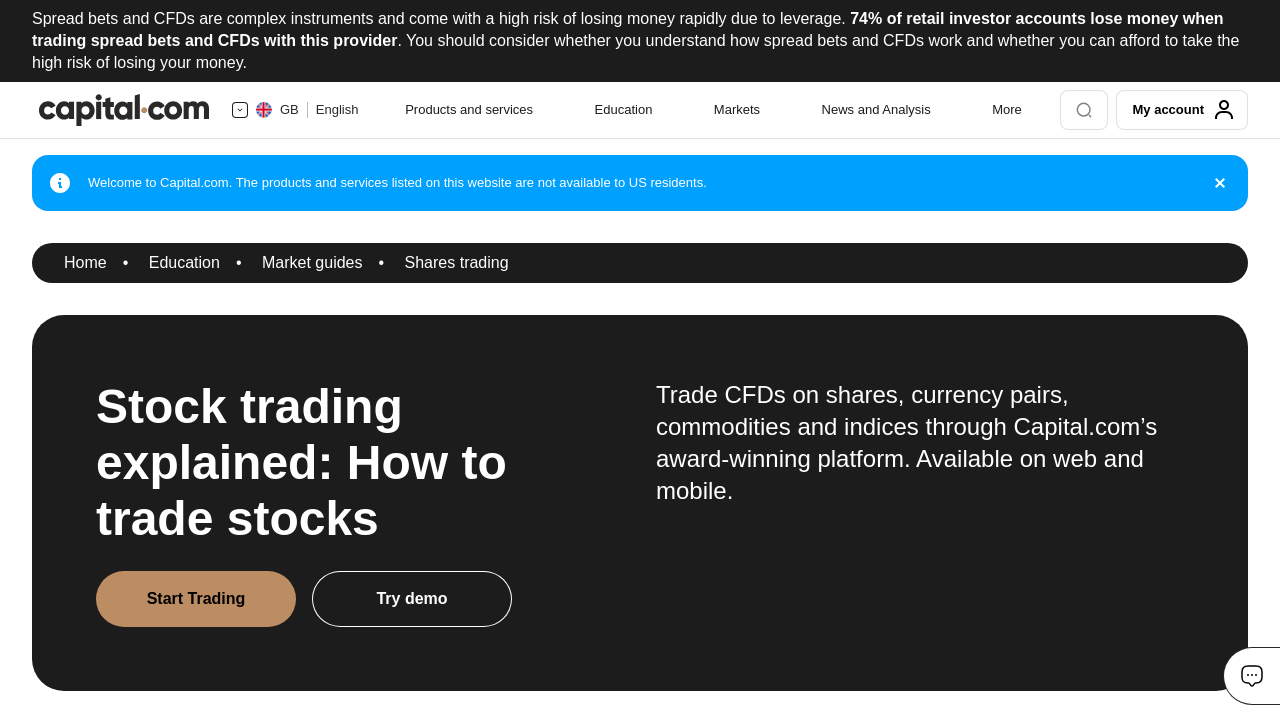 Spread bets and CFDs are complex instruments and come with a high risk of losing money rapidly due to leverage. 74% of retail investor accounts lose money when
trading spread bets and CFDs with this provider. You should consider whether you understand how spread bets and CFDs work and whether you can afford to take the
high risk of losing your money.
capital.com GB English Products and services Education Markets News and Analysis More My account
Welcome to Capital.com. The products and services listed on this website are not available to US residents.
Home • Education • Market guides • Shares trading
Stock trading
explained: How to
trade stocks
Trade CFDs on shares, currency pairs,
commodities and indices through Capital.com’s
award-winning platform. Available on web and
mobile.
Start Trading Try demo